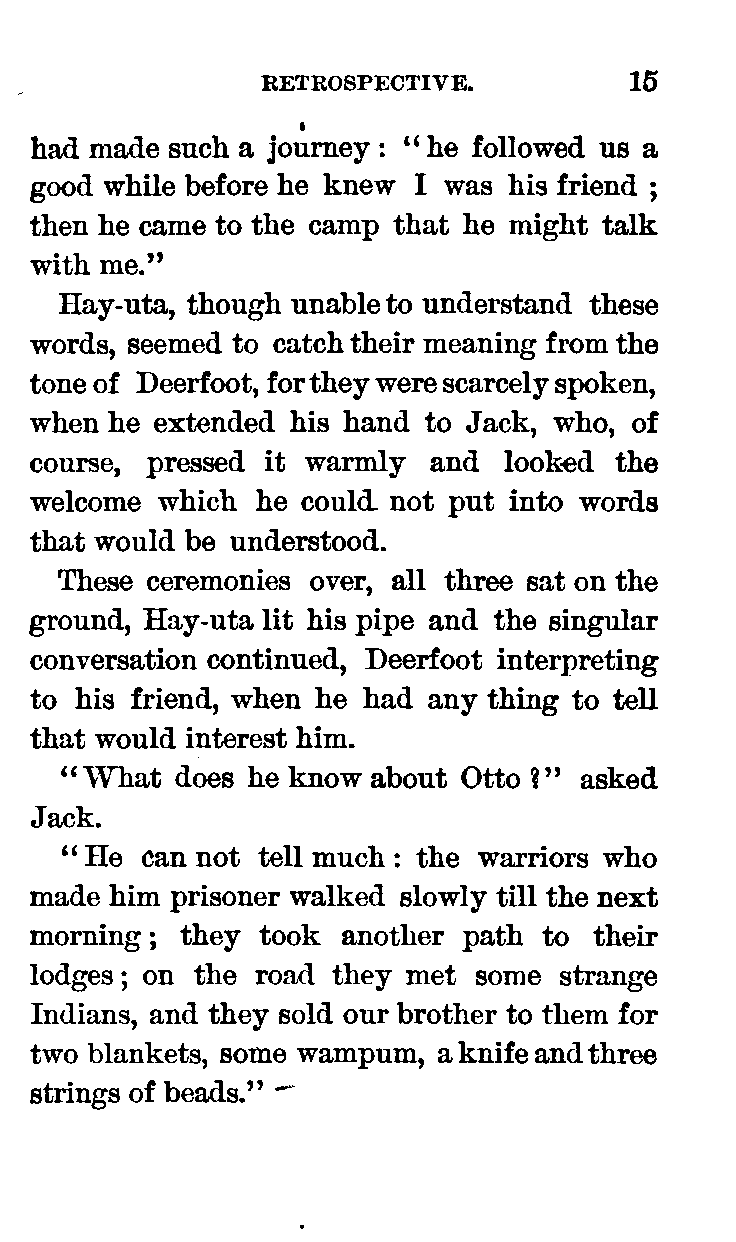 RETROSPECTIVE. 15
had made such a journey : “he followed us a
good while before he knew I was his friend ;
then he came to the camp that he might talk
with me.”
Hay-uta, though unable to understand these
words, seemed to catch their meaning from the
tone of Deerfoot, for they were scarcely spoken,
when he extended his hand to Jack, who, of
course, pressed it warmly and looked the
welcome which he could not put into words
that would be understood.
These ceremonies over, all three sat on the
ground, Hay-uta lit his pipe and the singular
conversation continued, Deerfoot interpreting
to his friend, when he had any thing to tell
that would interest him.
“What does he know about Otto ?” asked
Jack.
“He can not tell much : the warriors who
made him prisoner walked slowly till the next
morning ; they took another path to their
lodges ; on the road they met some strange
Indians, and they sold our brother to them for
two blankets, some wampum, a knife and three
strings of beads.”